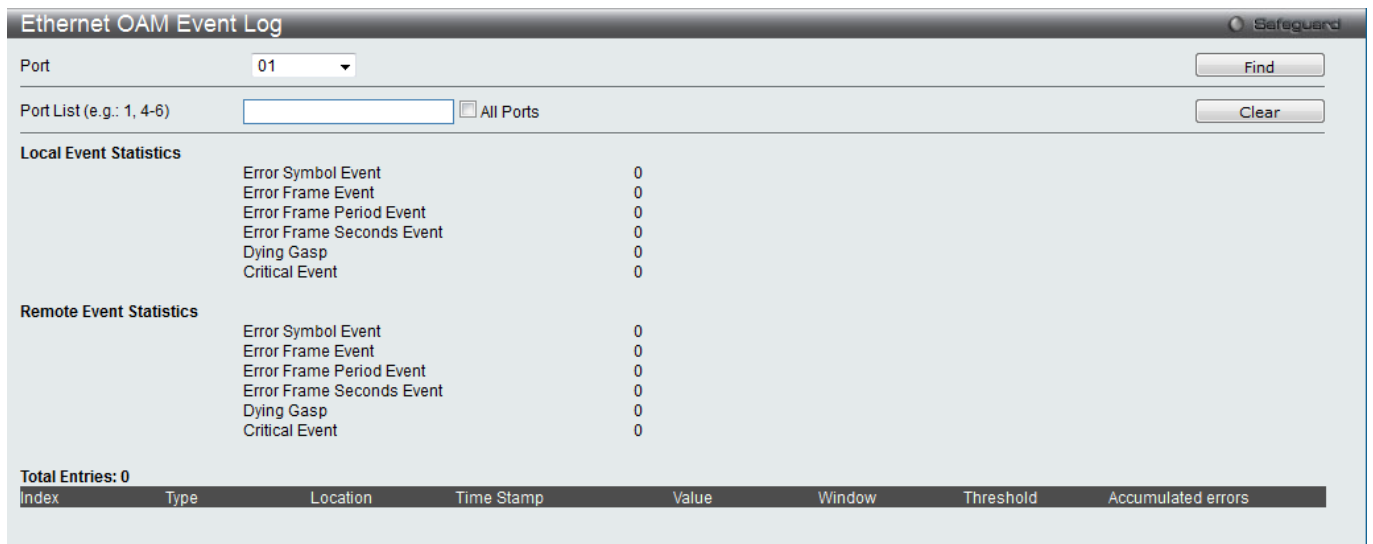 Ethernet OAM Event Log Safeguard
Port 01 Find
Port List (e.g.: 1, 4-6) All Ports Clear
Local Event Statistics
Error Symbol Event 0
Error Frame Event 0
Error Frame Period Event 0
Error Frame Seconds Event 0
Dying Gasp 0
Critical Event 0
Remote Event Statistics
Error Symbol Event 0
Error Frame Event 0
Error Frame Period Event 0
Error Frame Seconds Event 0
Dying Gasp 0
Critical Event 0
Total Entries: 0
Index Type Location Time Stamp Value Window Threshold Accumulated errors